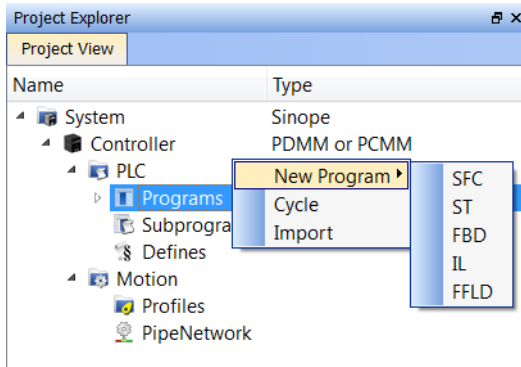 Project Explorer
Project View
Name Type
System Sinope
Controller PDMM or PCMM
PLC
Programs
New Program
SFC
Subprogra
Cycle
ST
Defines
Import
FBD
Motion
IL
Profiles
FFLD
PipeNetwork